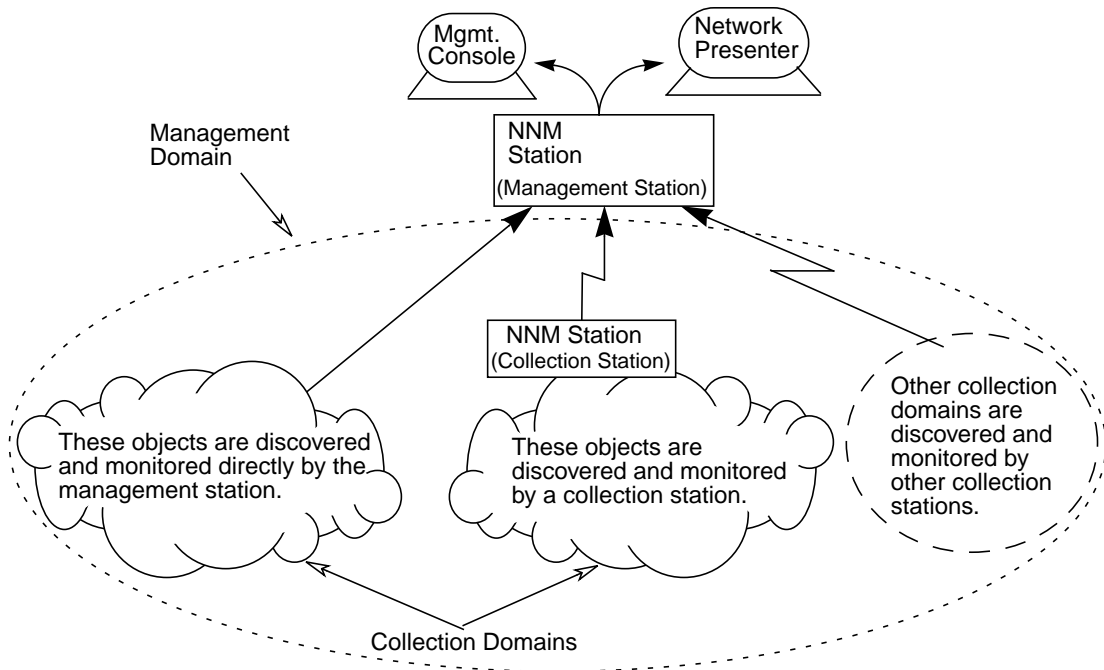 Mgmt.
Console
Network
Presenter
NNM
Station
(Management Station)
Management
Domain
NNM Station
(Collection Station)
These objects are discovered
and monitored directly by the
management station.
These objects are
discovered and monitored
by a collection station.
Other collection
domains are
discovered and
monitored by
other collection
stations.
Collection Domains